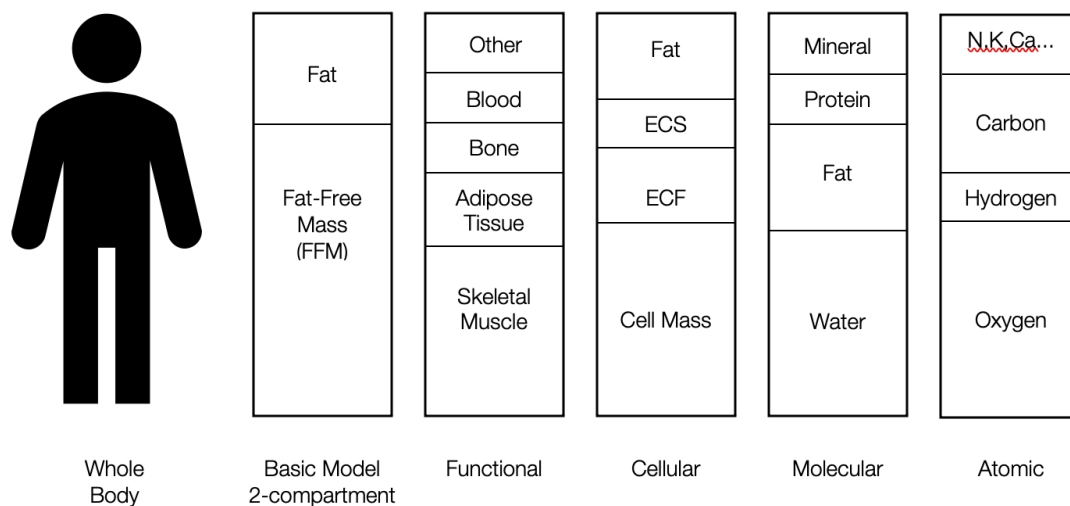 Fat
Fat-Free
Mass
(FFM)
Other
Blood
Bone
Adipose
Tissue
Skeletal
Muscle
Fat
ECS
ECF
Cell Mass
Mineral
Protein
Fat
Water
N,K,Ca...
Carbon
Hydrogen
Oxygen
Whole
Body
Basic Model
2-compartment
Functional
Cellular
Molecular
Atomic